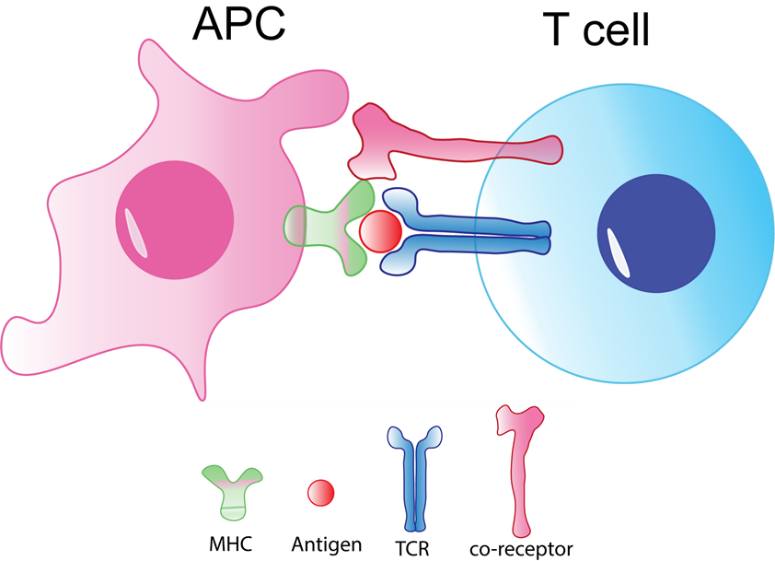 APC
T cell
MHC
Antigen
TCR
co-receptor